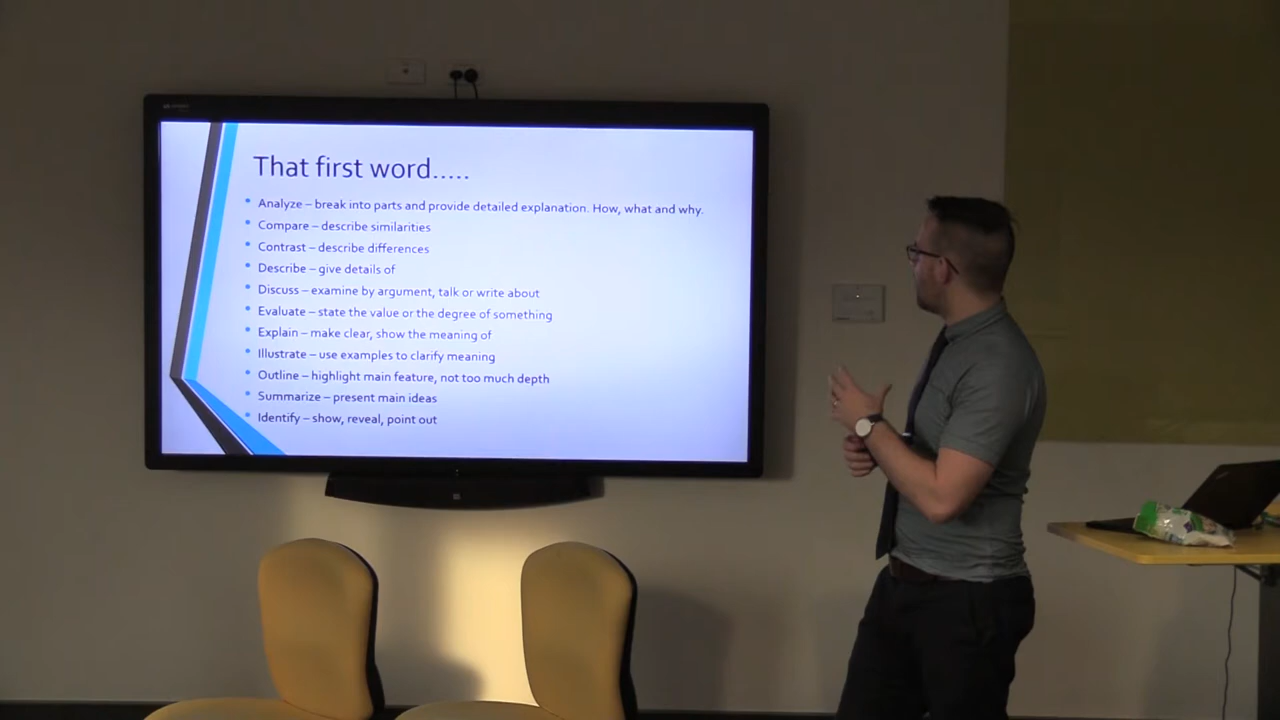 That first word.....
Analyze – break into parts and provide detailed explanation. How, what and why.
Compare – describe similarities
Contrast – describe differences
Describe – give details of
Discuss – examine by argument, talk or write about
Evaluate – state the value or the degree of something
Explain – make clear, show the meaning of
Illustrate – use examples to clarify meaning
Outline – highlight main feature, not too much depth
Summarize – present main ideas
Identify – show, reveal, point out